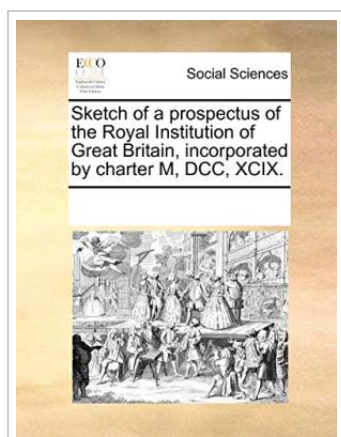 ECCO
Social Sciences
Sketch of a prospectus of
the Royal Institution of
Great Britain, incorporated
by charter M, DCC, XCIX.